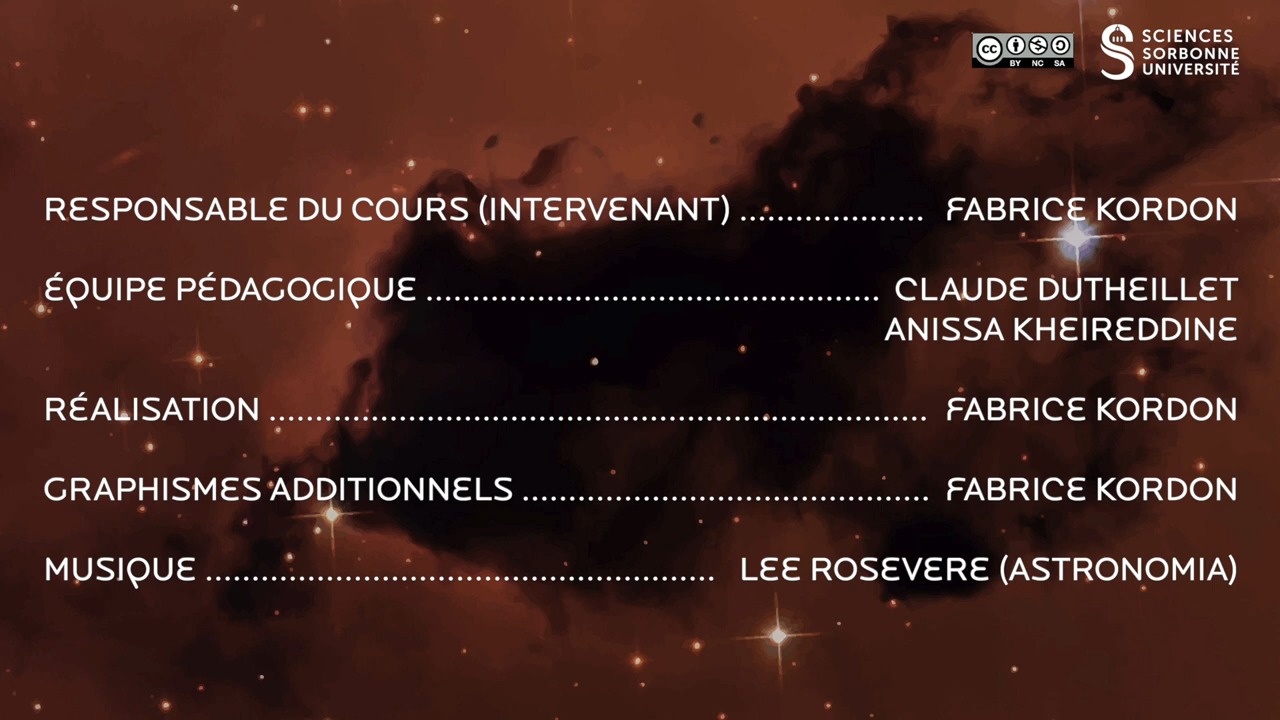 CC BY NC SA
SCIENCES
SORBONNE
UNIVERSITÉ
RESPONSABLE DU COURS (INTERVENANT) .................... FABRICE KORDON
ÉQUIPE PÉDAGOGIQUE ................................................. CLAUDE DUTHEILLET
ANISSA KHEIREDDINE
RÉALISATION ....................................................................... FABRICE KORDON
GRAPHISMES ADDITIONNELS ............................................ FABRICE KORDON
MUSIQUE ....................................................... LEE ROSEVERE (ASTRONOMIA)